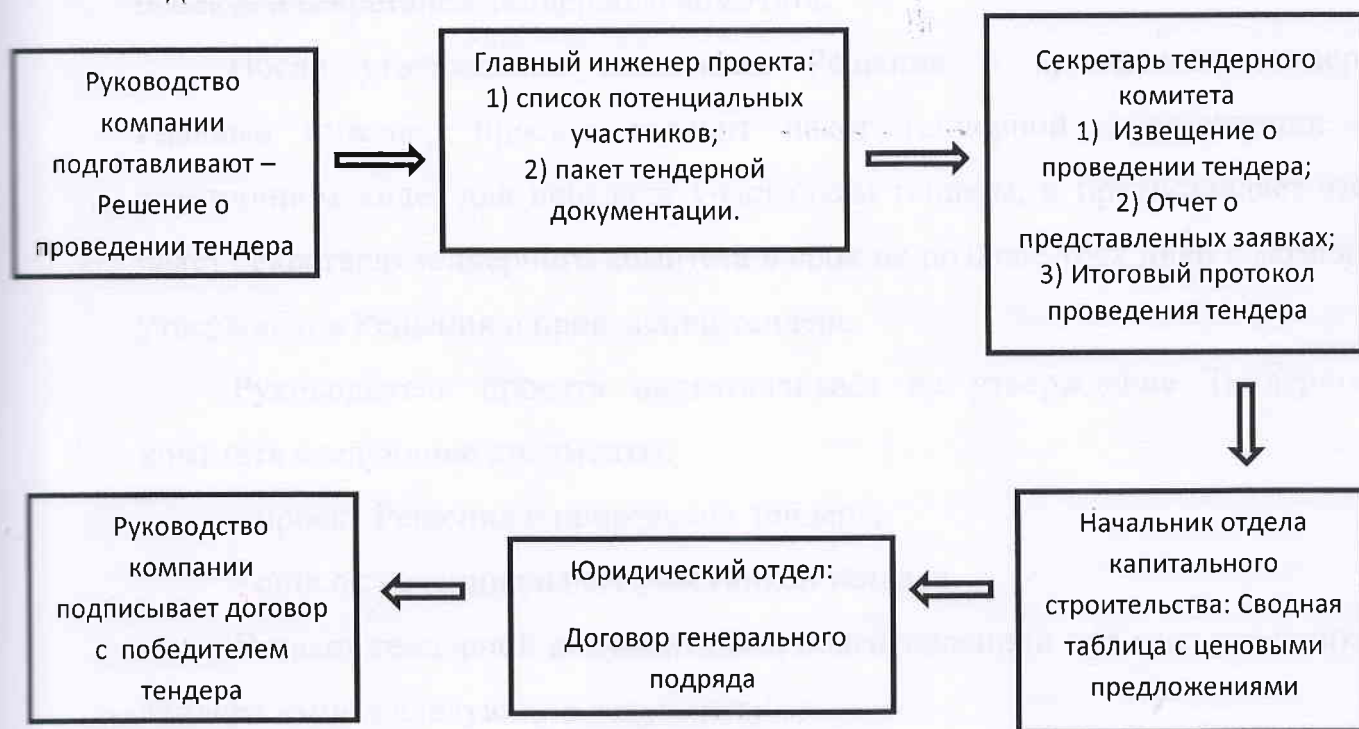 Руководство
компании
подготавливают –
Решение о
проведении тендера
Главный инженер проекта:
1) список потенциальных
участников;
2) пакет тендерной
документации.
Секретарь тендерного
комитета
1) Извещение о
проведении тендера;
2) Отчет о
представленных заявках;
3) Итоговый протокол
проведения тендера
Начальник отдела
капитального
строительства: Сводная
таблица с ценовыми
предложениями
Юридический отдел:
Договор генерального
подряда
Руководство
компании
подписывает договор
с победителем
тендера